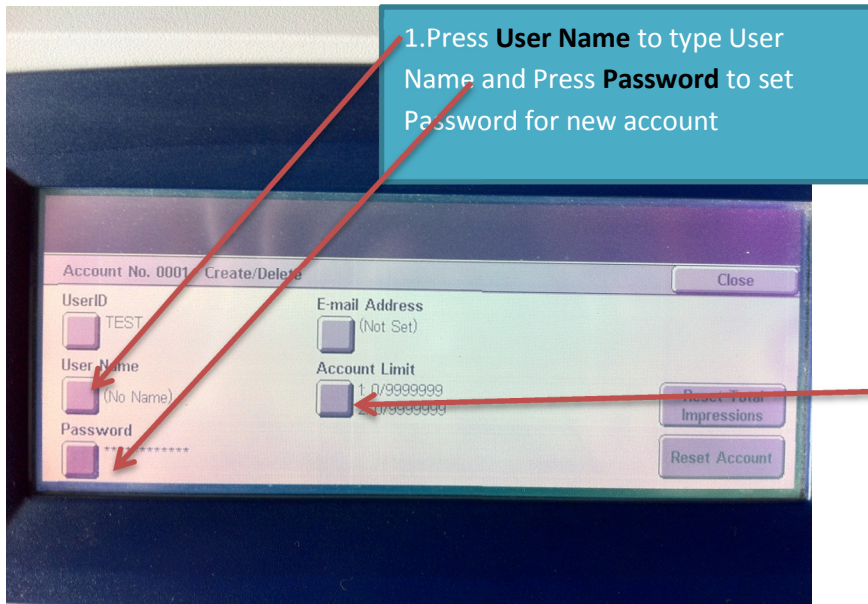 1.Press User Name to type User
Name and Press Password to set
Password for new account
Account No. 0001 Create/Delete
Close
UserID
TEST
E-mail Address
(Not Set)
User Name
(No Name)
Account Limit
1: 0/9999999
2: 0/9999999
Reset Total
Impressions
Password
************
Reset Account